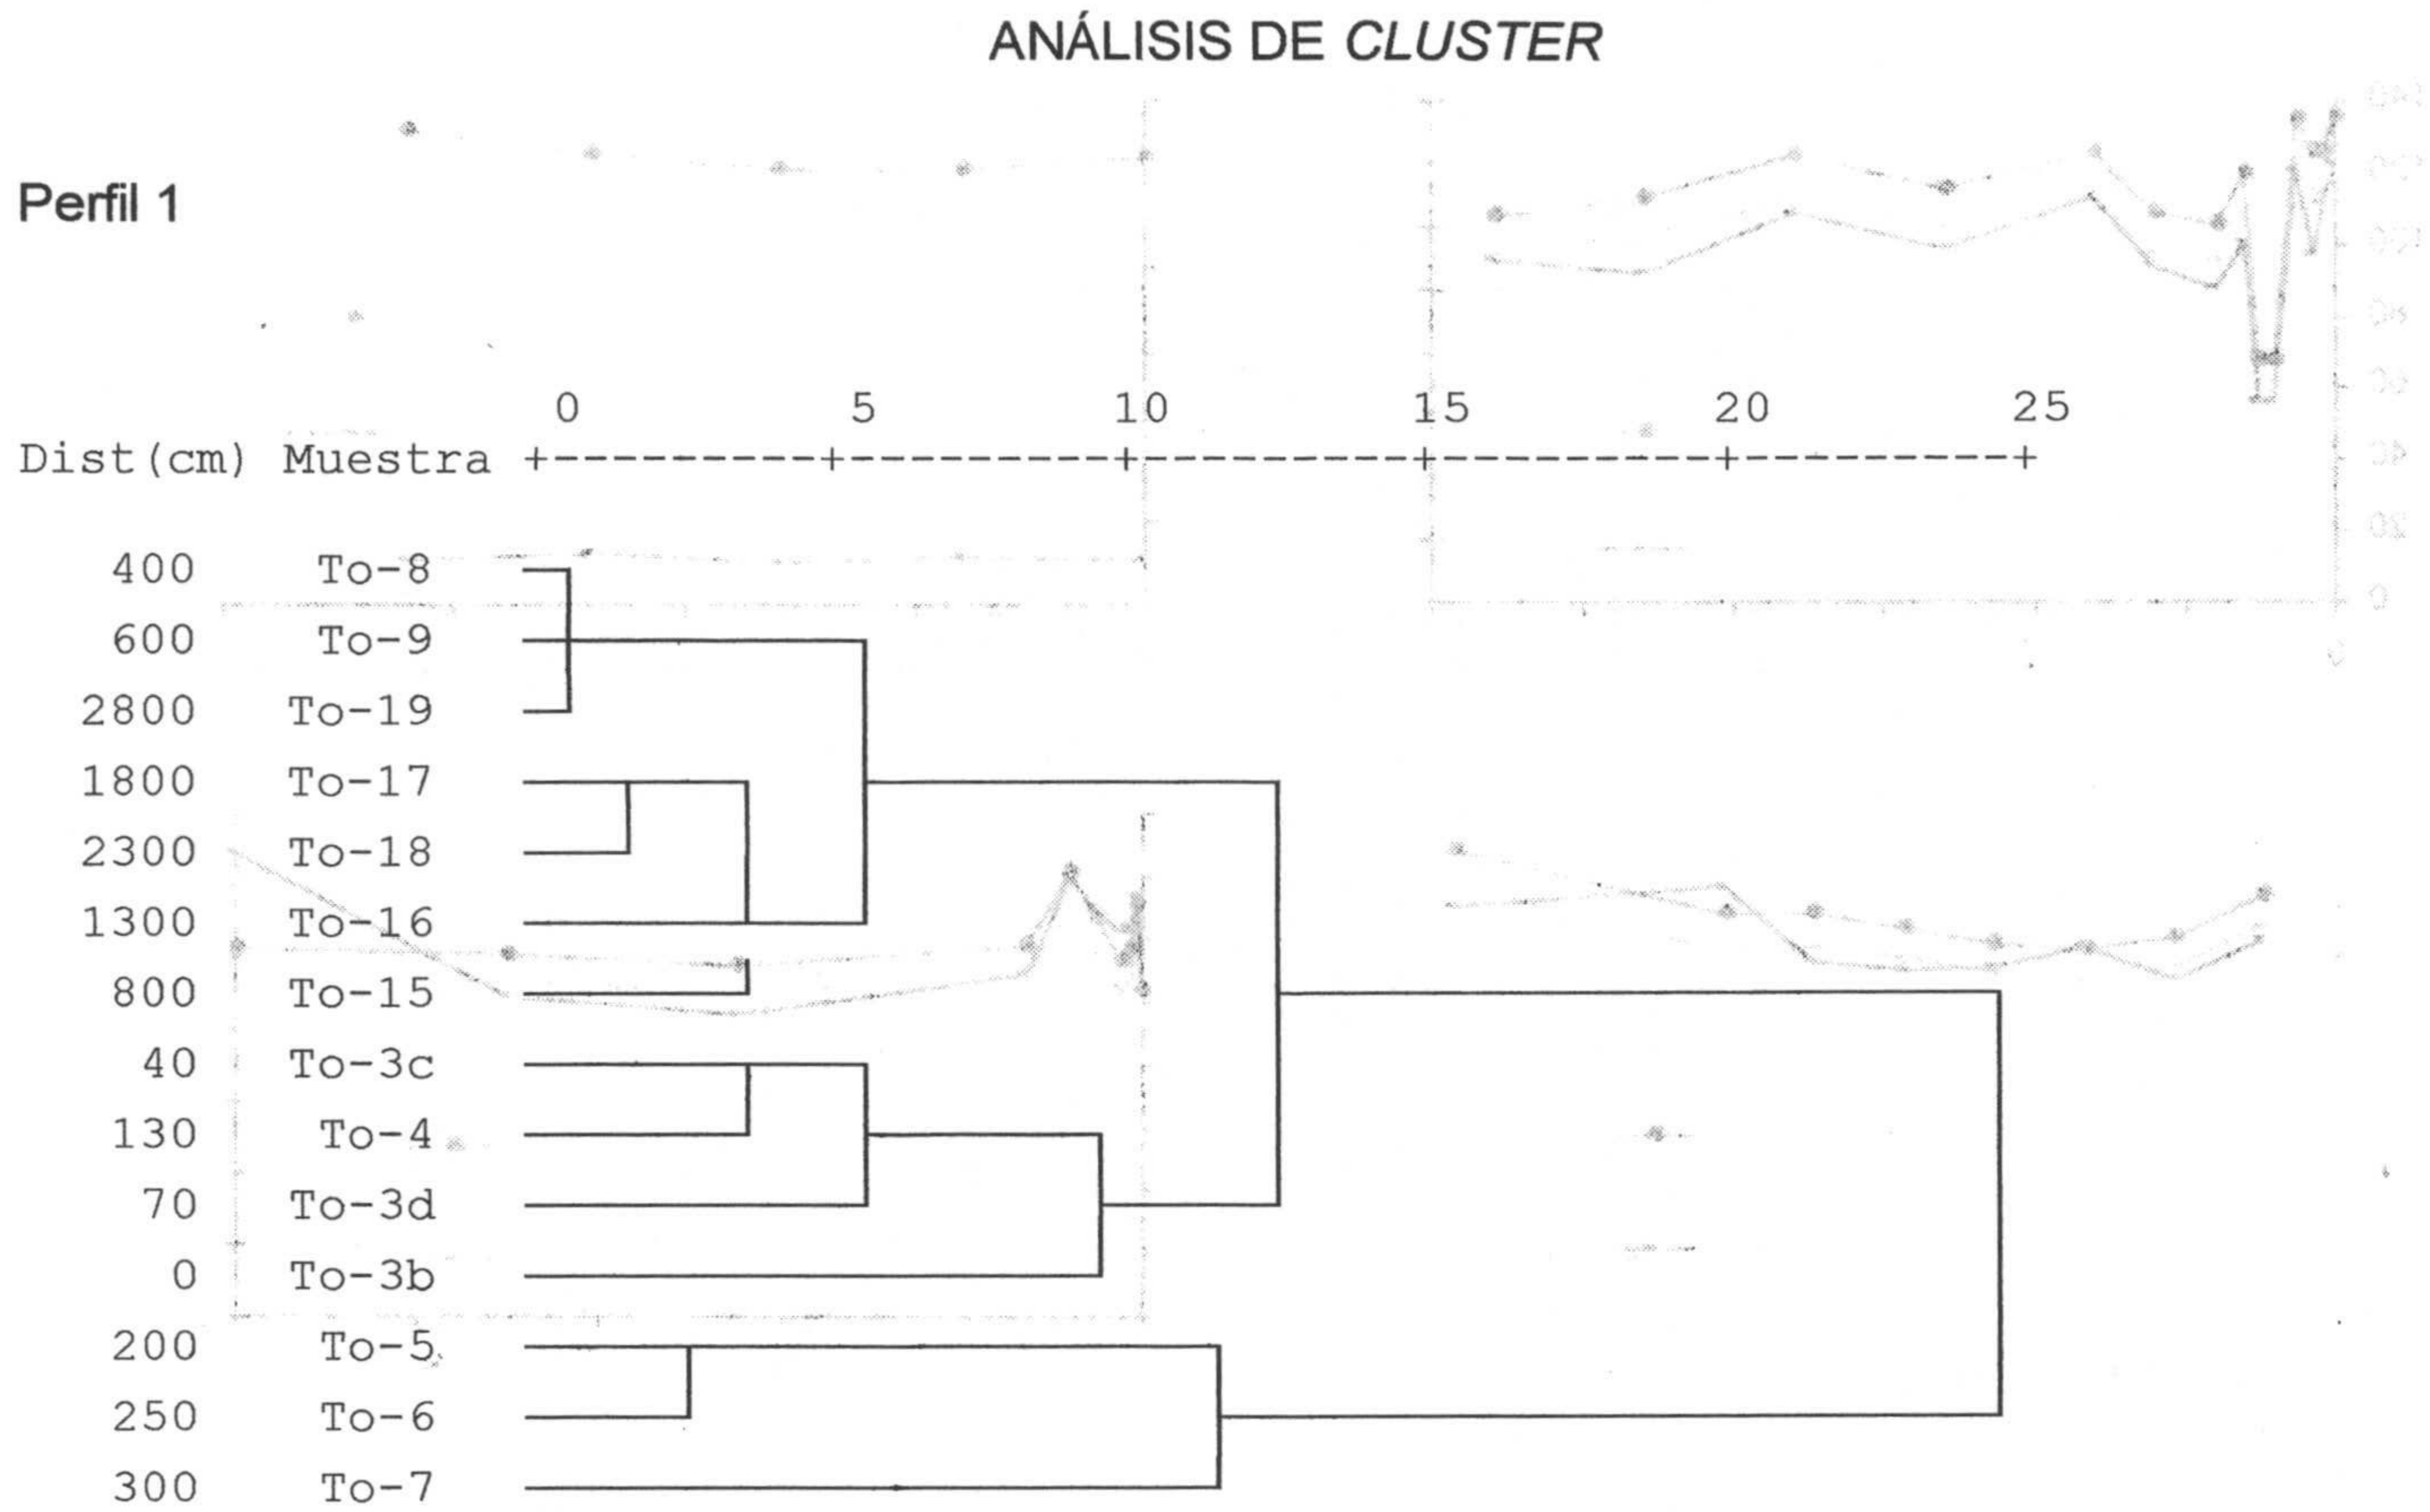 ANÁLISIS DE CLUSTER
Perfil 1
0 5 10 15 20 25
Dist(cm) Muestra
400 To-8
600 To-9
2800 To-19
1800 To-17
2300 To-18
1300 To-16
800 To-15
40 To-3c
130 To-4
70 To-3d
0 To-3b
200 To-5
250 To-6
300 To-7